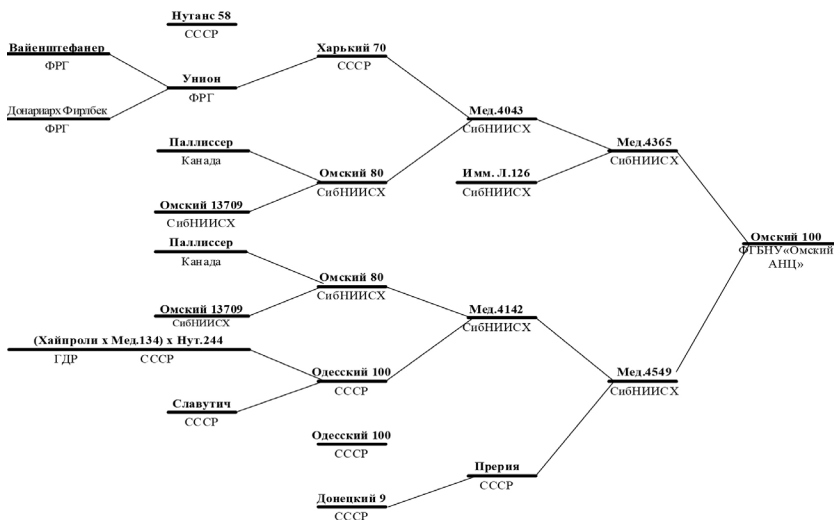 Нутанс 58
СССР
Вайенштефанер
ФРГ
Харький 70
СССР
Унион
ФРГ
Донариарх Фирлбек
ФРГ
Мед.4043
СибНИИСХ
Паллиссер
Канада
Мед.4365
СибНИИСХ
Омский 80
СибНИИСХ
Имм. Л.126
СибНИИСХ
Омский 13709
СибНИИСХ
Омский 100
ФГБНУ«Омский
АНЦ»
Паллиссер
Канада
Омский 80
СибНИИСХ
Омский 13709
СибНИИСХ
Мед.4142
СибНИИСХ
(Хайпроли х Мед.134) х Нут.244
ГДР СССР
Одесский 100
СССР
Мед.4549
СибНИИСХ
Славутич
СССР
Одесский 100
СССР
Прерия
СССР
Донецкий 9
СССР